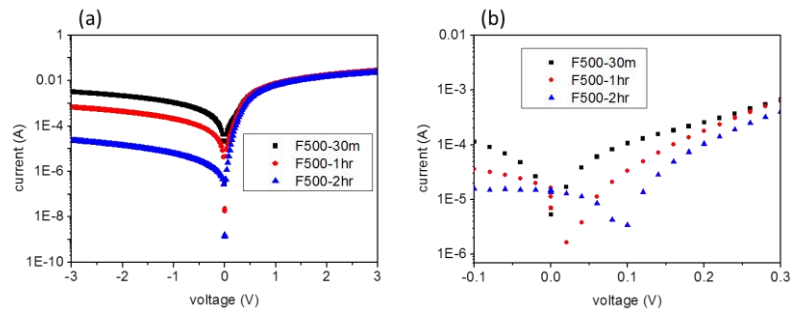 (a)
(b)
1
0.01
1E-4
1E-6
1E-8
1E-10
current (A)
-3
-2
-1
0
1
2
3
voltage (V)
F500-30m
F500-1hr
F500-2hr
1E-3
1E-4
1E-5
1E-6
current (A)
-0.1
0.0
0.1
0.2
0.3
voltage (V)
F500-30m
F500-1hr
F500-2hr